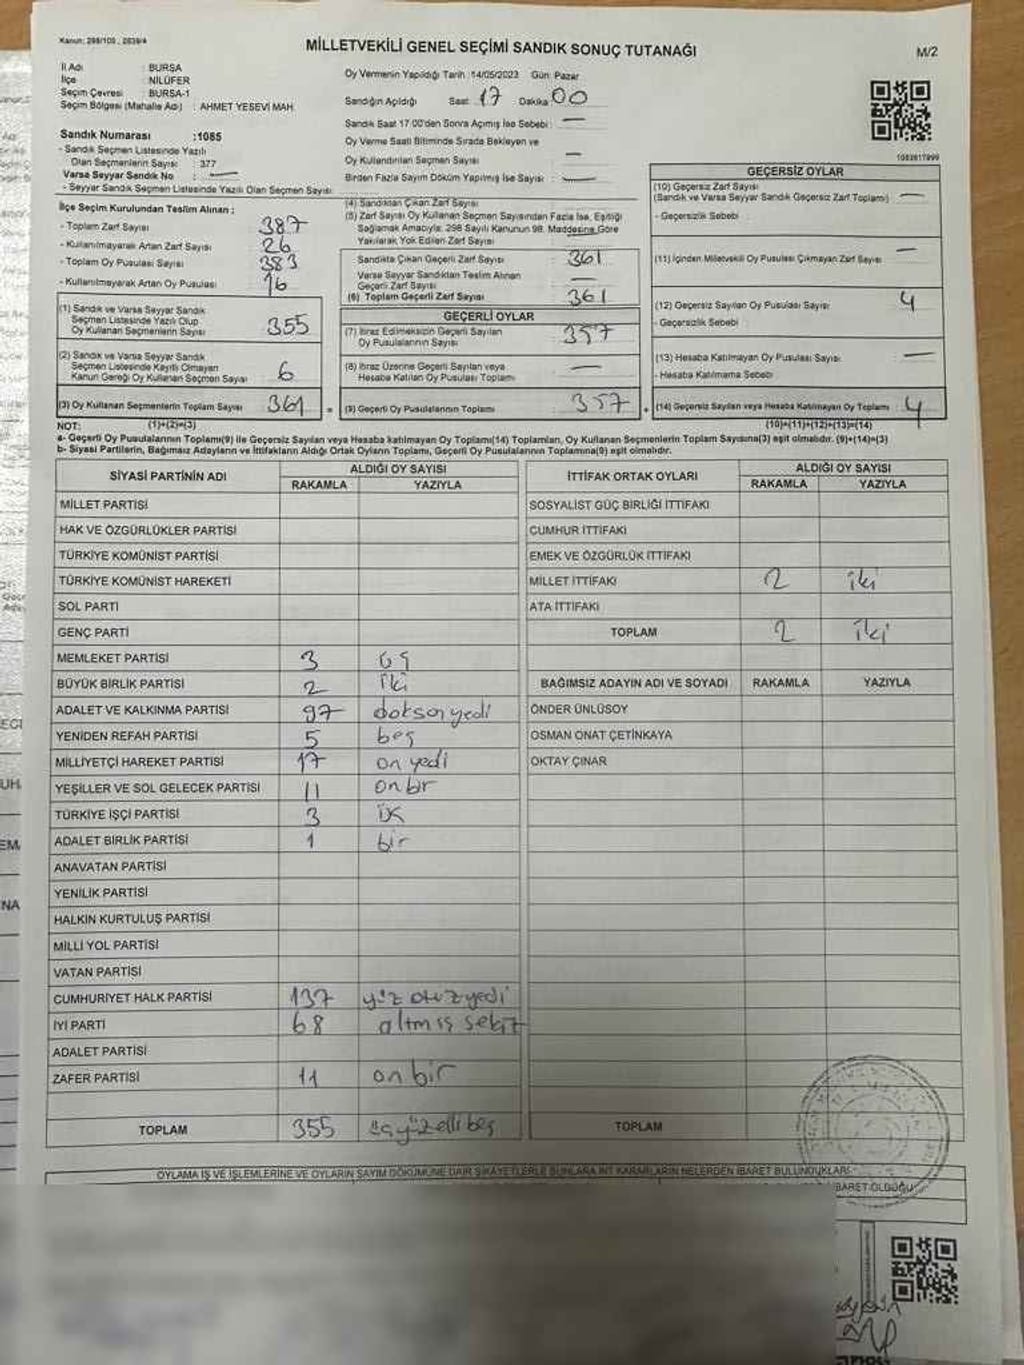 Kanun: 298/105, 2839/4
MİLLETVEKİLİ GENEL SEÇİMİ SANDIK SONUÇ TUTANAĞI
M/2
İl Adı : BURSA
İlçe : NİLÜFER
Seçim Çevresi : BURSA-1
Seçim Bölgesi (Mahalle Adı) : AHMET YESEVİ MAH.
Oy Vermenin Yapıldığı Tarih :14/05/2023 Gün: Pazar
Sandığın Açıldığı Saat 17 Dakika 00
Sandık Saat 17:00'den Sonra Açılmış İse Sebebi : —
Oy Verme Saati Bitiminde Sırada Bekleyen ve
Oy Kullandırılan Seçmen Sayısı —
Birden Fazla Sayım Döküm Yapılmış İse Sayısı : —
Sandık Numarası :1085
- Sandık Seçmen Listesinde Yazılı
Olan Seçmenlerin Sayısı : 377
Varsa Seyyar Sandık No : —
- Seyyar Sandık Seçmen Listesinde Yazılı Olan Seçmen Sayısı
İlçe Seçim Kurulundan Teslim Alınan :
- Toplam Zarf Sayısı 387
- Kullanılmayarak Artan Zarf Sayısı 26
- Toplam Oy Pusulası Sayısı 383
- Kullanılmayarak Artan Oy Pusulası
(1) Sandık ve Varsa Seyyar Sandık
Seçmen Listesinde Yazılı Olup
Oy Kullanan Seçmenlerin Sayısı 355
(2) Sandık ve Varsa Seyyar Sandık
Seçmen Listesinde Kayıtlı Olmayan
Kanun Gereği Oy Kullanan Seçmen Sayısı 6
(3) Oy Kullanan Seçmenlerin Toplam Sayısı 361
(4) Sandıktan Çıkan Zarf Sayısı
(5) Zarf Sayısı Oy Kullanan Seçmen Sayısından Fazla İse, Eşitliği
Sağlamak Amacıyla; 298 Sayılı Kanunun 98. Maddesine Göre
Yakılarak Yok Edilen Zarf Sayısı
Sandıkta Çıkan Geçerli Zarf Sayısı 361
Varsa Seyyar Sandıktan Teslim Alınan
Geçerli Zarf Sayısı —
(6) Toplam Geçerli Zarf Sayısı 361
GEÇERLİ OYLAR
(7) İtiraz Edilmeksizin Geçerli Sayılan
Oy Pusulalarının Sayısı 357
(8) İtiraz Üzerine Geçerli Sayılan veya
Hesaba Katılan Oy Pusulası Toplamı —
= (9) Geçerli Oy Pusulalarının Toplamı 357
1083617999
GEÇERSİZ OYLAR
(10) Geçersiz Zarf Sayısı
(Sandık ve Varsa Seyyar Sandık Geçersiz Zarf Toplamı) —
- Geçersizlik Sebebi
(11) İçinden Milletvekili Oy Pusulası Çıkmayan Zarf Sayısı —
(12) Geçersiz Sayılan Oy Pusulası Sayısı 4
- Geçersizlik Sebebi
(13) Hesaba Katılmayan Oy Pusulası Sayısı —
- Hesaba Katılmama Sebebi
+ (14) Geçersiz Sayılan veya Hesaba Katılmayan Oy Toplamı 4
NOT: (1)+(2)=(3) (10)+(11)+(12)+(13)=(14)
a- Geçerli Oy Pusulalarının Toplamı(9) ile Geçersiz Sayılan veya Hesaba katılmayan Oy Toplamı(14) Toplamları, Oy Kullanan Seçmenlerin Toplam Sayısına(3) eşit olmalıdır. (9)+(14)=(3)
b- Siyasi Partilerin, Bağımsız Adayların ve İttifakların Aldığı Ortak Oyların Toplamı, Geçerli Oy Pusulalarının Toplamına(9) eşit olmalıdır.
SİYASİ PARTİNİN ADI ALDIĞI OY SAYISI
RAKAMLA YAZIYLA
MİLLET PARTİSİ
HAK VE ÖZGÜRLÜKLER PARTİSİ
TÜRKİYE KOMÜNİST PARTİSİ
TÜRKİYE KOMÜNİST HAREKETİ
SOL PARTİ
GENÇ PARTİ
MEMLEKET PARTİSİ 3 üç
BÜYÜK BİRLİK PARTİSİ 2 iki
ADALET VE KALKINMA PARTİSİ 97 doksan yedi
YENİDEN REFAH PARTİSİ 5 beş
MİLLİYETÇİ HAREKET PARTİSİ 17 on yedi
YEŞİLLER VE SOL GELECEK PARTİSİ 11 on bir
TÜRKİYE İŞÇİ PARTİSİ 3 üç
ADALET BİRLİK PARTİSİ 1 bir
ANAVATAN PARTİSİ
YENİLİK PARTİSİ
HALKIN KURTULUŞ PARTİSİ
MİLLİ YOL PARTİSİ
VATAN PARTİSİ
CUMHURİYET HALK PARTİSİ 137 yüz otuz yedi
İYİ PARTİ 68 altmış sekiz
ADALET PARTİSİ
ZAFER PARTİSİ 11 on bir
TOPLAM 355 üçyüzelli beş
İTTİFAK ORTAK OYLARI ALDIĞI OY SAYISI
RAKAMLA YAZIYLA
SOSYALİST GÜÇ BİRLİĞİ İTTİFAKI
CUMHUR İTTİFAKI
EMEK VE ÖZGÜRLÜK İTTİFAKI
MİLLET İTTİFAKI 2 iki
ATA İTTİFAKI
TOPLAM 2 iki
BAĞIMSIZ ADAYIN ADI VE SOYADI RAKAMLA YAZIYLA
ÖNDER ÜNLÜSOY
OSMAN ONAT ÇETİNKAYA
OKTAY ÇINAR
TOPLAM
OYLAMA İŞ VE İŞLEMLERİNE VE OYLARIN SAYIM DÖKÜMÜNE DAİR ŞİKAYETLERLE BUNLARA
KARARLARIN NELERDEN İBARET BULUNDUKLARI
İBARET OLDUĞU